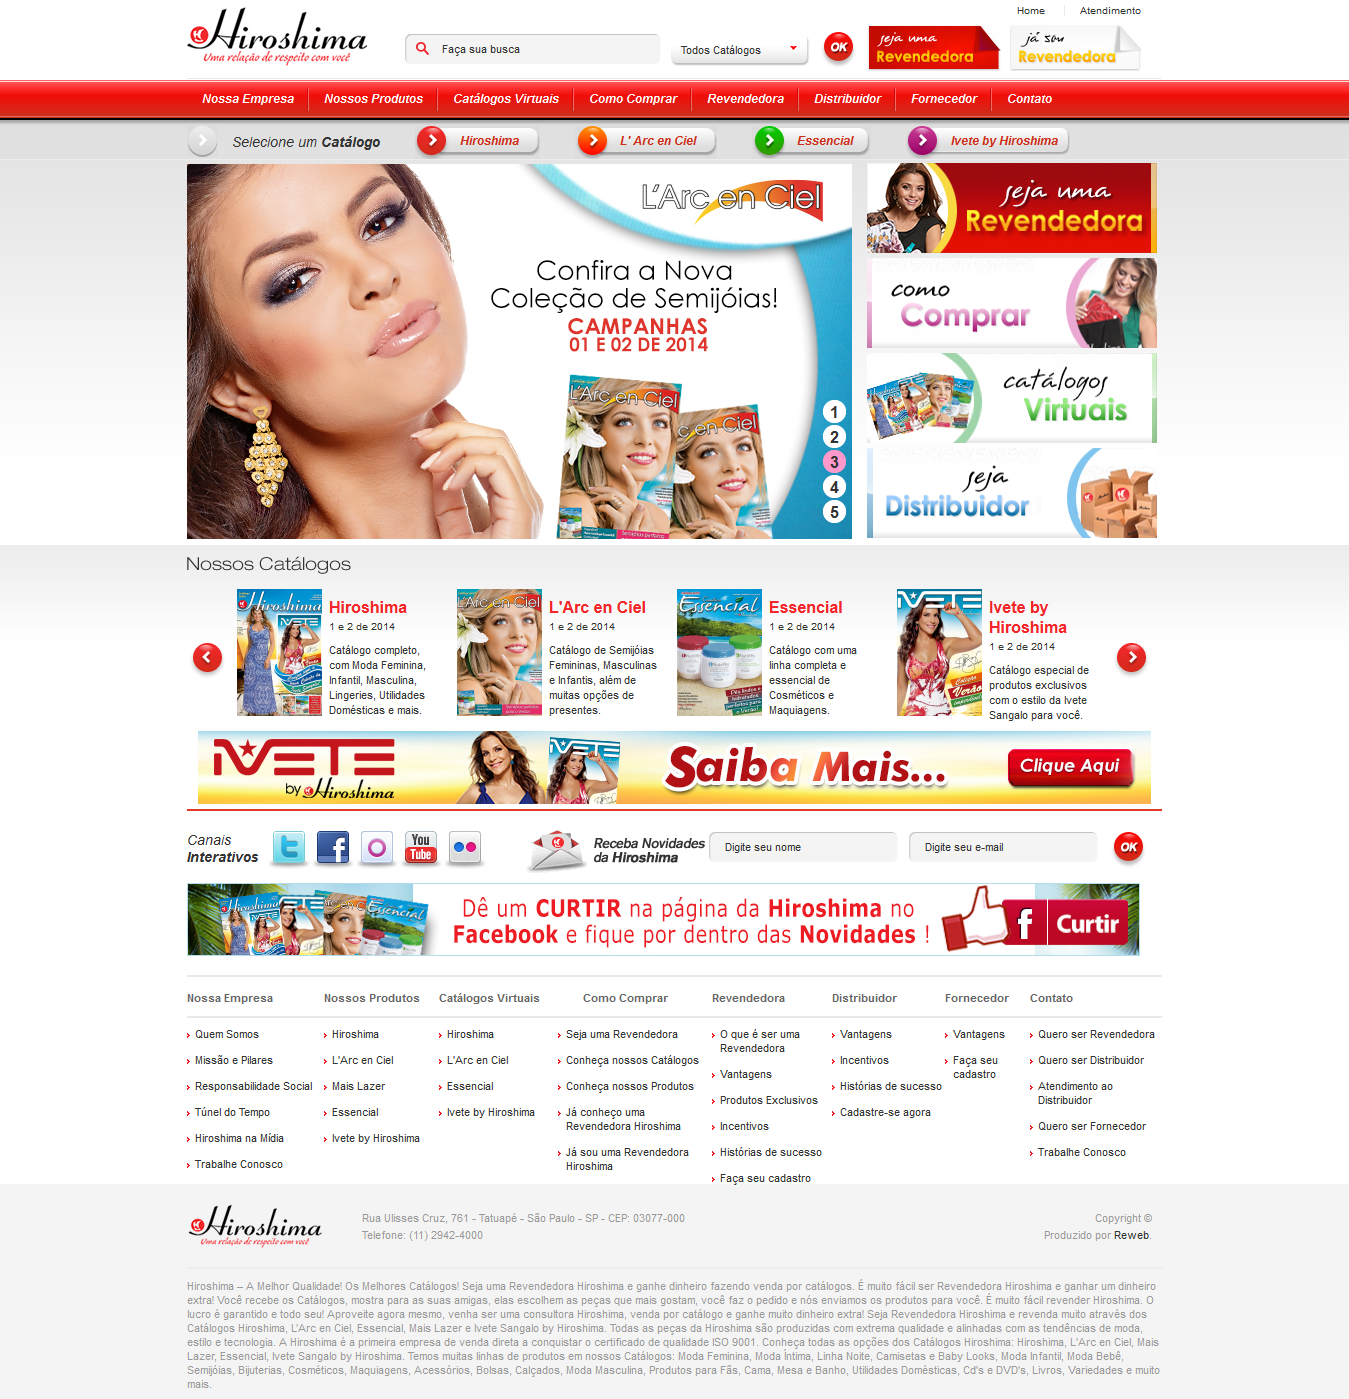 Home
Atendimento
Hiroshima
Uma relação de respeito com você
Faça sua busca
Todos Catálogos
OK
seja uma
Revendedora
já sou
Revendedora
Nossa Empresa
Nossos Produtos
Catálogos Virtuais
Como Comprar
Revendedora
Distribuidor
Fornecedor
Contato
Selecione um Catálogo
Hiroshima
L' Arc en Ciel
Essencial
Ivete by Hiroshima
L'Arc en Ciel
Confira a Nova
Coleção de Semijóias!
CAMPANHAS
01 E 02 DE 2014
L'Arc en Ciel
L'Arc en Ciel
1
2
3
4
5
seja uma
Revendedora
como
Comprar
catálogos
Virtuais
seja
Distribuidor
Nossos Catálogos
Hiroshima
IVETE
Hiroshima
1 e 2 de 2014
Catálogo completo,
com Moda Feminina,
Infantil, Masculina,
Lingeries, Utilidades
Domésticas e mais.
L'Arc en Ciel
L'Arc en Ciel
1 e 2 de 2014
Catálogo de Semijóias
Femininas, Masculinas
e Infantis, além de
muitas opções de
presentes.
Essencial
Essencial
1 e 2 de 2014
Catálogo com uma
linha completa e
essencial de
Cosméticos e
Maquiagens.
IVETE
Coleção
Verão
Ivete by
Hiroshima
1 e 2 de 2014
Catálogo especial de
produtos exclusivos
com o estilo da Ivete
Sangalo para você.
IVETE
by Hiroshima
IVETE
Saiba Mais...
Clique Aqui
Canais
Interativos
You
Tube
Receba Novidades
da Hiroshima
Digite seu nome
Digite seu e-mail
OK
Hiroshima
IVETE
Essencial
Dê um CURTIR na página da Hiroshima no
Facebook e fique por dentro das Novidades !
f Curtir
Nossa Empresa
Quem Somos
Missão e Pilares
Responsabilidade Social
Túnel do Tempo
Hiroshima na Mídia
Trabalhe Conosco
Nossos Produtos
Hiroshima
L'Arc en Ciel
Mais Lazer
Essencial
Ivete by Hiroshima
Catálogos Virtuais
Hiroshima
L'Arc en Ciel
Essencial
Ivete by Hiroshima
Como Comprar
Seja uma Revendedora
Conheça nossos Catálogos
Conheça nossos Produtos
Já conheço uma
Revendedora Hiroshima
Já sou uma Revendedora
Hiroshima
Revendedora
O que é ser uma
Revendedora
Vantagens
Produtos Exclusivos
Incentivos
Histórias de sucesso
Faça seu cadastro
Distribuidor
Vantagens
Incentivos
Histórias de sucesso
Cadastre-se agora
Fornecedor
Vantagens
Faça seu
cadastro
Contato
Quero ser Revendedora
Quero ser Distribuidor
Atendimento ao
Distribuidor
Quero ser Fornecedor
Trabalhe Conosco
Hiroshima
Uma relação de respeito com você
Rua Ulisses Cruz, 761 - Tatuapé - São Paulo - SP - CEP: 03077-000
Telefone: (11) 2942-4000
Copyright ©
Produzido por Reweb.
Hiroshima – A Melhor Qualidade! Os Melhores Catálogos! Seja uma Revendedora Hiroshima e ganhe dinheiro fazendo venda por catálogos. É muito fácil ser Revendedora Hiroshima e ganhar um dinheiro
extra! Você recebe os Catálogos, mostra para as suas amigas, elas escolhem as peças que mais gostam, você faz o pedido e nós enviamos os produtos para você. É muito fácil revender Hiroshima. O
lucro é garantido e todo seu! Aproveite agora mesmo, venha ser uma consultora Hiroshima, venda por catálogo e ganhe muito dinheiro extra! Seja Revendedora Hiroshima e revenda muito através dos
Catálogos Hiroshima, L'Arc en Ciel, Essencial, Mais Lazer e Ivete Sangalo by Hiroshima. Todas as peças da Hiroshima são produzidas com extrema qualidade e alinhadas com as tendências de moda,
estilo e tecnologia. A Hiroshima é a primeira empresa de venda direta a conquistar o certificado de qualidade ISO 9001. Conheça todas as opções dos Catálogos Hiroshima: Hiroshima, L'Arc en Ciel, Mais
Lazer, Essencial, Ivete Sangalo by Hiroshima. Temos muitas linhas de produtos em nossos Catálogos: Moda Feminina, Moda Íntima, Linha Noite, Camisetas e Baby Looks, Moda Infantil, Moda Bebê,
Semijóias, Bijuterias, Cosméticos, Maquiagens, Acessórios, Bolsas, Calçados, Moda Masculina, Produtos para Fãs, Cama, Mesa e Banho, Utilidades Domésticas, Cd's e DVD's, Livros, Variedades e muito
mais.